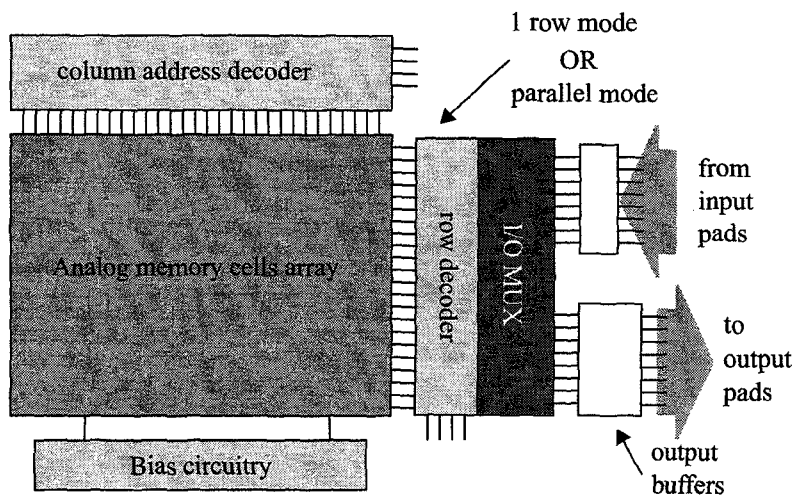 1 row mode
OR
parallel mode
column address decoder
from
input
pads
row decoder
I/O MUX
Analog memory cells array
to
output
pads
Bias circuitry
output
buffers